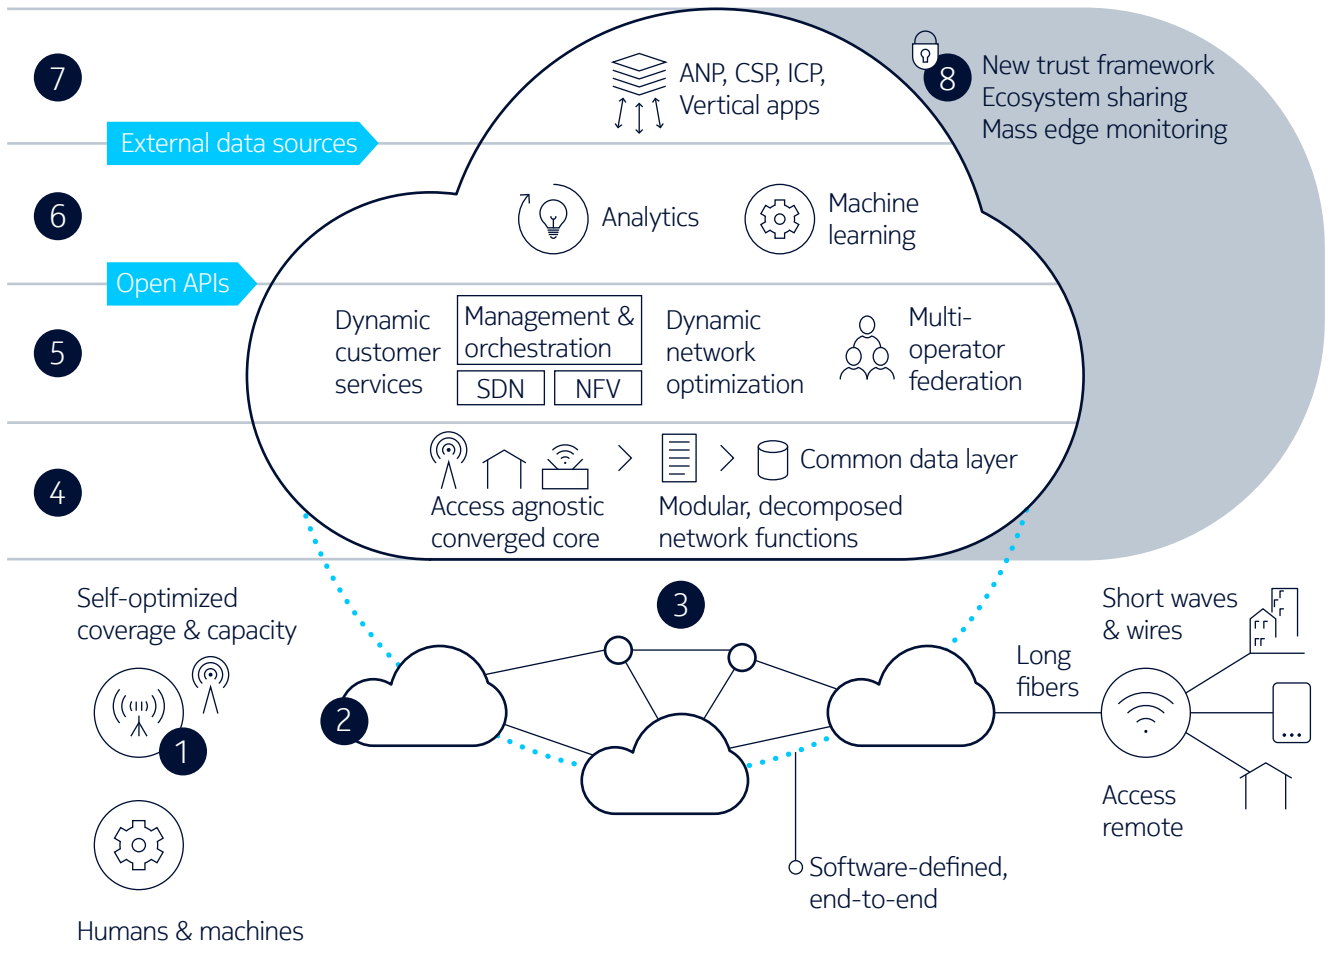 7
ANP, CSP, ICP,
Vertical apps
8
New trust framework
Ecosystem sharing
Mass edge monitoring
External data sources
6
Analytics
Machine
learning
Open APIs
5
Dynamic
customer
services
Management &
orchestration
SDN
NFV
Dynamic
network
optimization
Multi-
operator
federation
4
Access agnostic
converged core
Modular, decomposed
network functions
Common data layer
Self-optimized
coverage & capacity
1
Humans & machines
2
3
Software-defined,
end-to-end
Long
fibers
Short waves
& wires
Access
remote